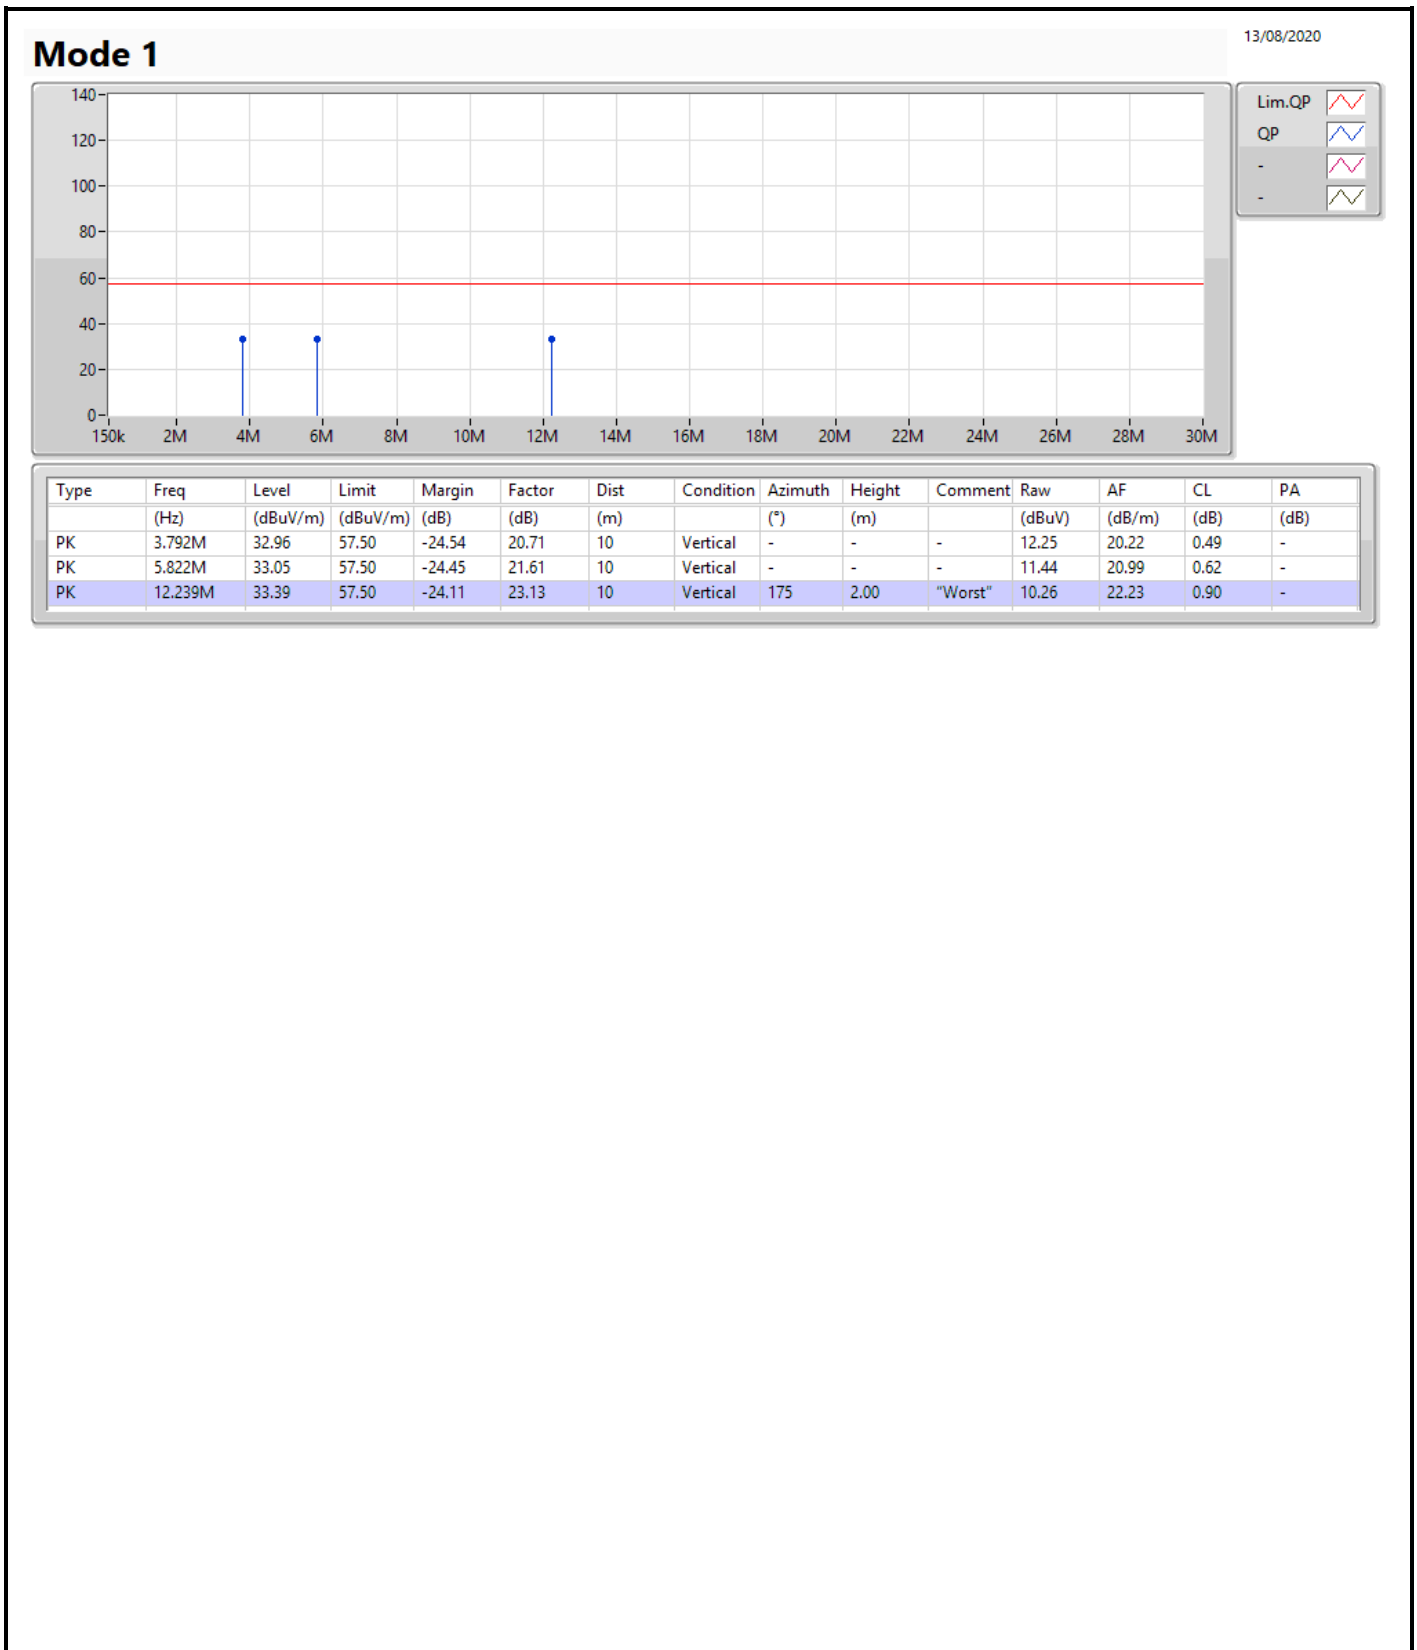 13/08/2020
Mode 1
140
120
100
80
60
40
20
0
150k 2M 4M 6M 8M 10M 12M 14M 16M 18M 20M 22M 24M 26M 28M 30M
Lim.QP
QP
-
-
Type Freq Level Limit Margin Factor Dist Condition Azimuth Height Comment Raw AF CL PA
(Hz) (dBuV/m) (dBuV/m) (dB) (dB) (m) (°) (m) (dBuV) (dB/m) (dB) (dB)
PK 3.792M 32.96 57.50 -24.54 20.71 10 Vertical - - - 12.25 20.22 0.49 -
PK 5.822M 33.05 57.50 -24.45 21.61 10 Vertical - - - 11.44 20.99 0.62 -
PK 12.239M 33.39 57.50 -24.11 23.13 10 Vertical 175 2.00 "Worst" 10.26 22.23 0.90 -